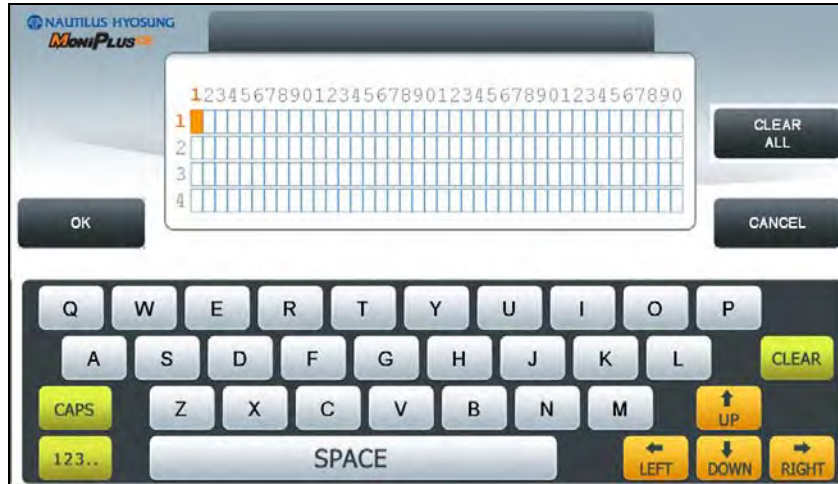 NAUTILUS HYOSUNG
MoniPlus CE
1234567890123456789012345678901234567890
1
2
3
4
CLEAR
ALL
OK
CANCEL
Q W E R T Y U I O P
A S D F G H J K L CLEAR
CAPS Z X C V B N M UP
123.. SPACE LEFT DOWN RIGHT